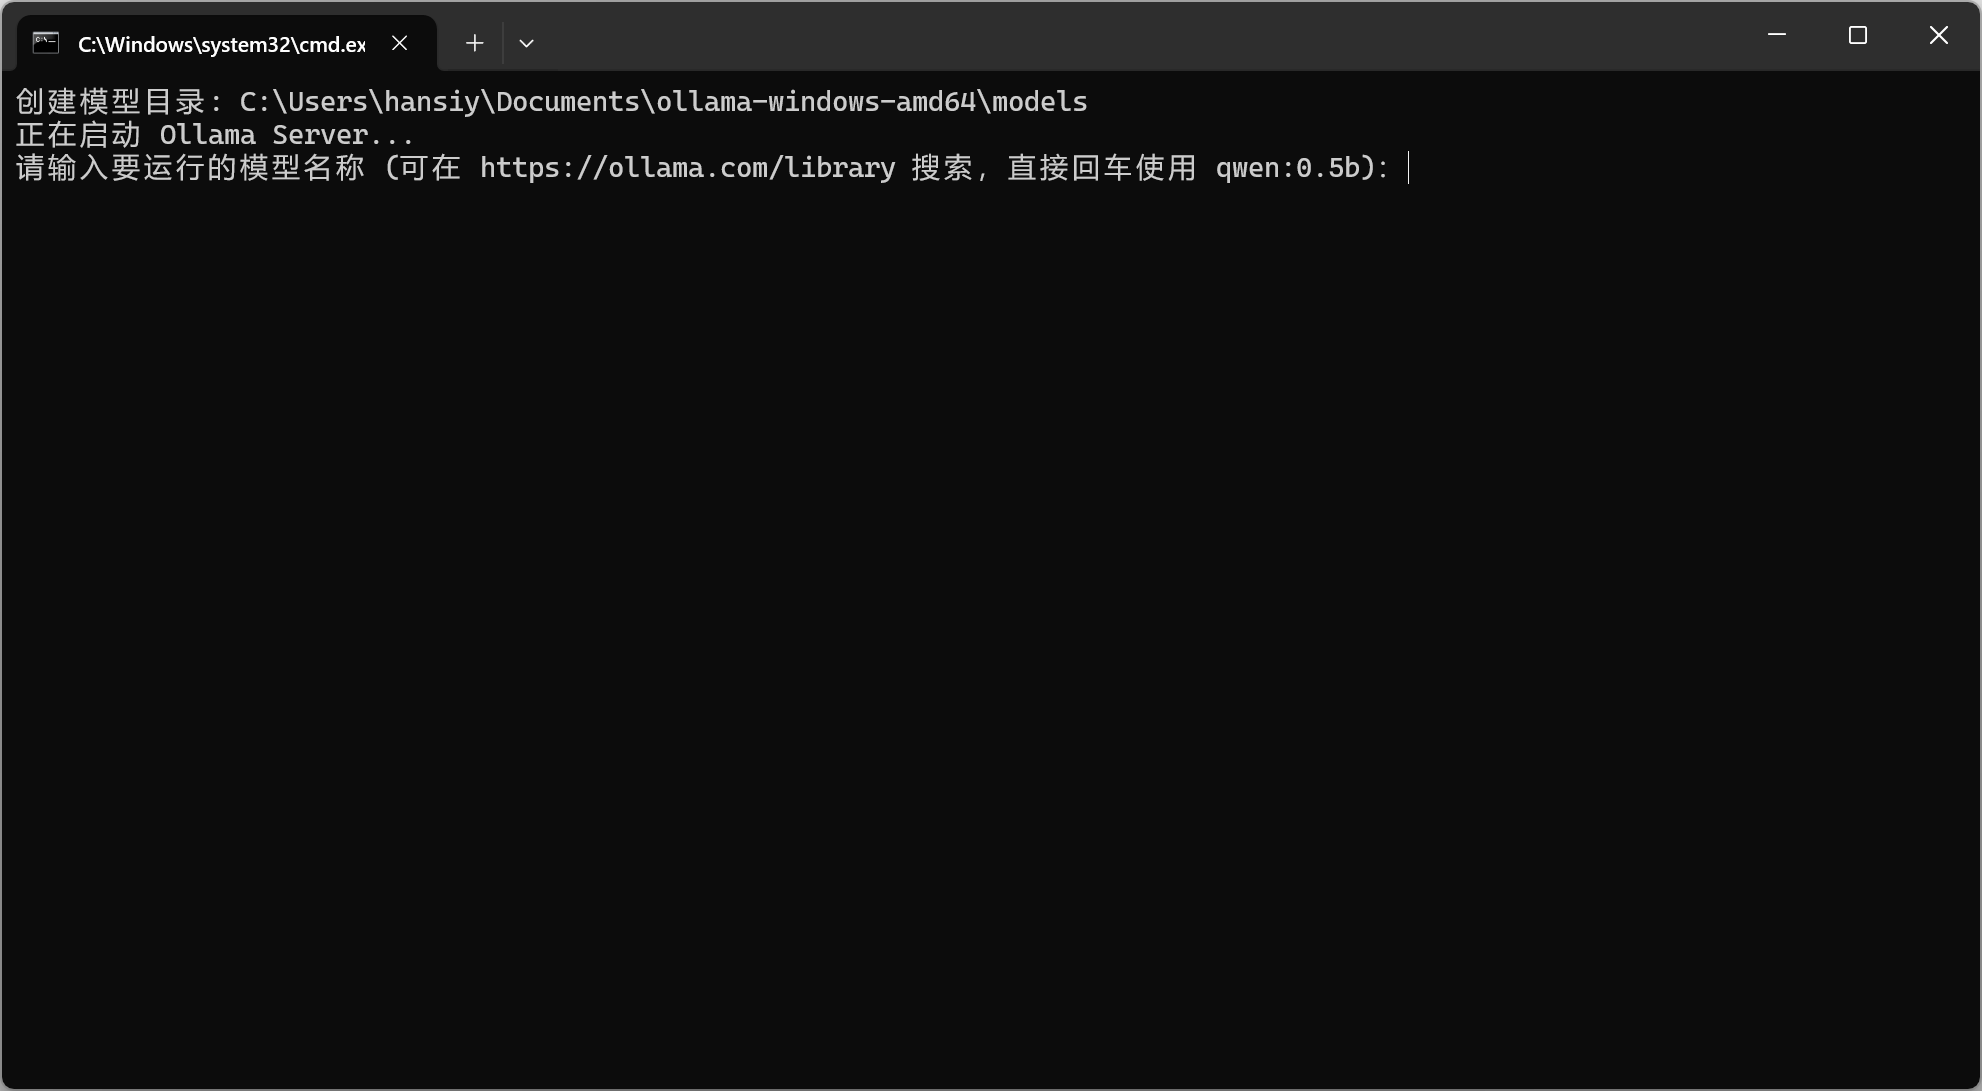 C:\Windows\system32\cmd.ex
创建模型目录: C:\Users\hansiy\Documents\ollama-windows-amd64\models
正在启动 Ollama Server...
请输入要运行的模型名称 (可在 https://ollama.com/library 搜索, 直接回车使用 qwen:0.5b):